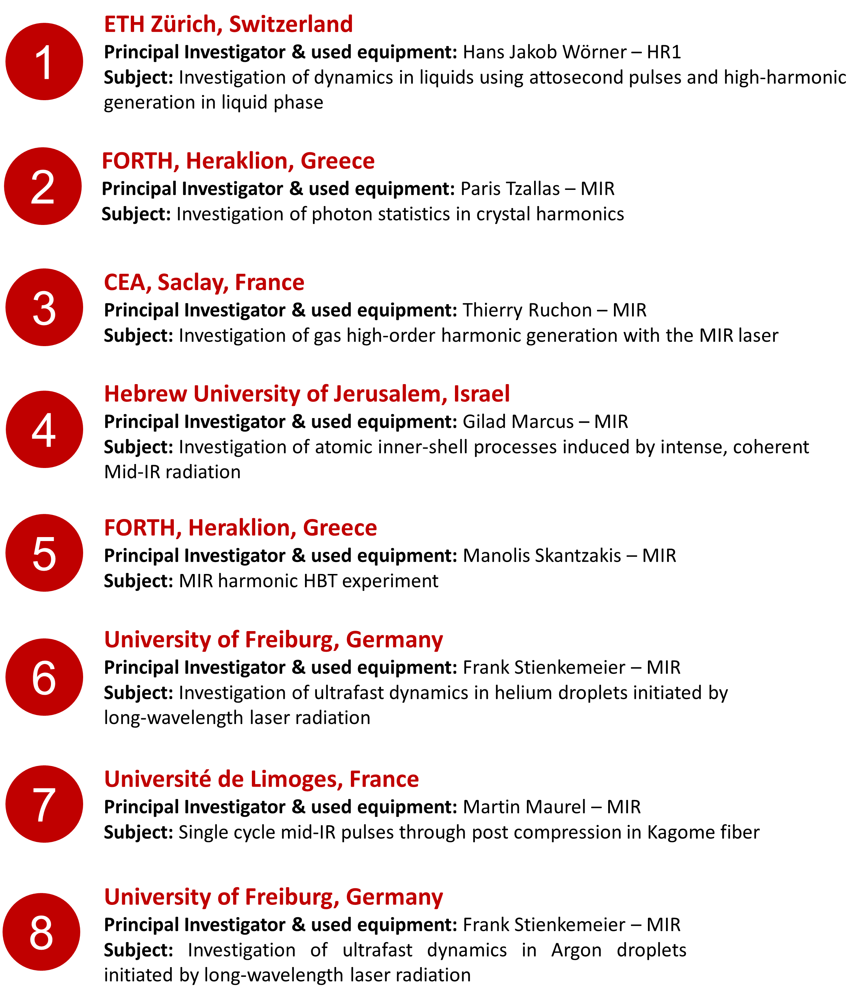 1
ETH Zürich, Switzerland
Principal Investigator & used equipment: Hans Jakob Wörner – HR1
Subject: Investigation of dynamics in liquids using attosecond pulses and high-harmonic
generation in liquid phase
2
FORTH, Heraklion, Greece
Principal Investigator & used equipment: Paris Tzallas – MIR
Subject: Investigation of photon statistics in crystal harmonics
3
CEA, Saclay, France
Principal Investigator & used equipment: Thierry Ruchon – MIR
Subject: Investigation of gas high-order harmonic generation with the MIR laser
4
Hebrew University of Jerusalem, Israel
Principal Investigator & used equipment: Gilad Marcus – MIR
Subject: Investigation of atomic inner-shell processes induced by intense, coherent
Mid-IR radiation
5
FORTH, Heraklion, Greece
Principal Investigator & used equipment: Manolis Skantzakis – MIR
Subject: MIR harmonic HBT experiment
6
University of Freiburg, Germany
Principal Investigator & used equipment: Frank Stienkemeier – MIR
Subject: Investigation of ultrafast dynamics in helium droplets initiated by
long-wavelength laser radiation
7
Université de Limoges, France
Principal Investigator & used equipment: Martin Maurel – MIR
Subject: Single cycle mid-IR pulses through post compression in Kagome fiber
8
University of Freiburg, Germany
Principal Investigator & used equipment: Frank Stienkemeier – MIR
Subject: Investigation of ultrafast dynamics in Argon droplets
initiated by long-wavelength laser radiation